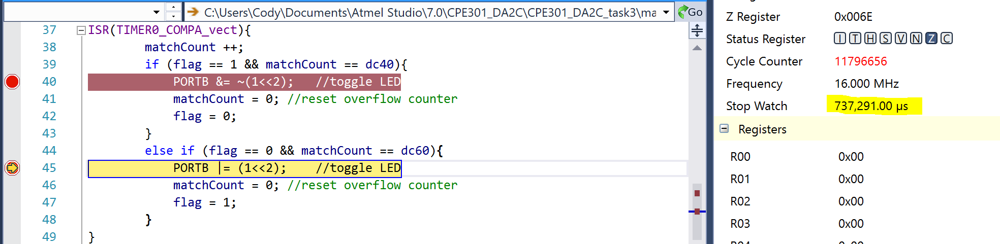 C:\Users\Cody\Documents\Atmel Studio\7.0\CPE301_DA2C\CPE301_DA2C_task3\ma
Go
37 ISR(TIMER0_COMPA_vect){
38 matchCount ++;
39 if (flag == 1 && matchCount == dc40){
40 PORTB &= ~(1<<2); //toggle LED
41 matchCount = 0; //reset overflow counter
42 flag = 0;
43 }
44 else if (flag == 0 && matchCount == dc60){
45 PORTB |= (1<<2); //toggle LED
46 matchCount = 0; //reset overflow counter
47 flag = 1;
48 }
49 }
Z Register 0x006E
Status Register I T H S V N Z C
Cycle Counter 11796656
Frequency 16.000 MHz
Stop Watch 737,291.00 µs
Registers
R00 0x00
R01 0x00
R02 0x00
R03 0x00